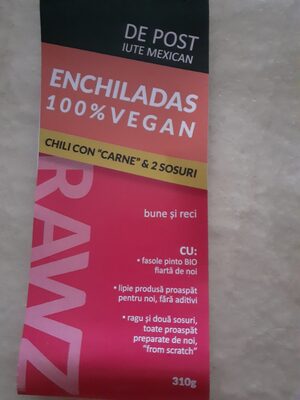 DE POST
IUTE MEXICAN
ENCHILADAS
100% VEGAN
CHILI CON "CARNE" & 2 SOSURI
RAWZ
bune și reci
CU:
• fasole pinto BIO
fiartă de noi
• lipie produsă proaspăt
pentru noi, fără aditivi
• ragu și două sosuri,
toate proaspăt
preparate de noi,
"from scratch"
310g